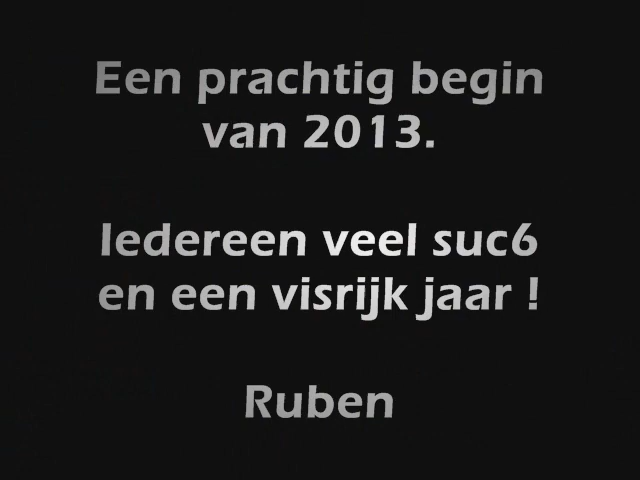 Een prachtig begin
van 2013.
Iedereen veel suc6
en een visrijk jaar !
Ruben